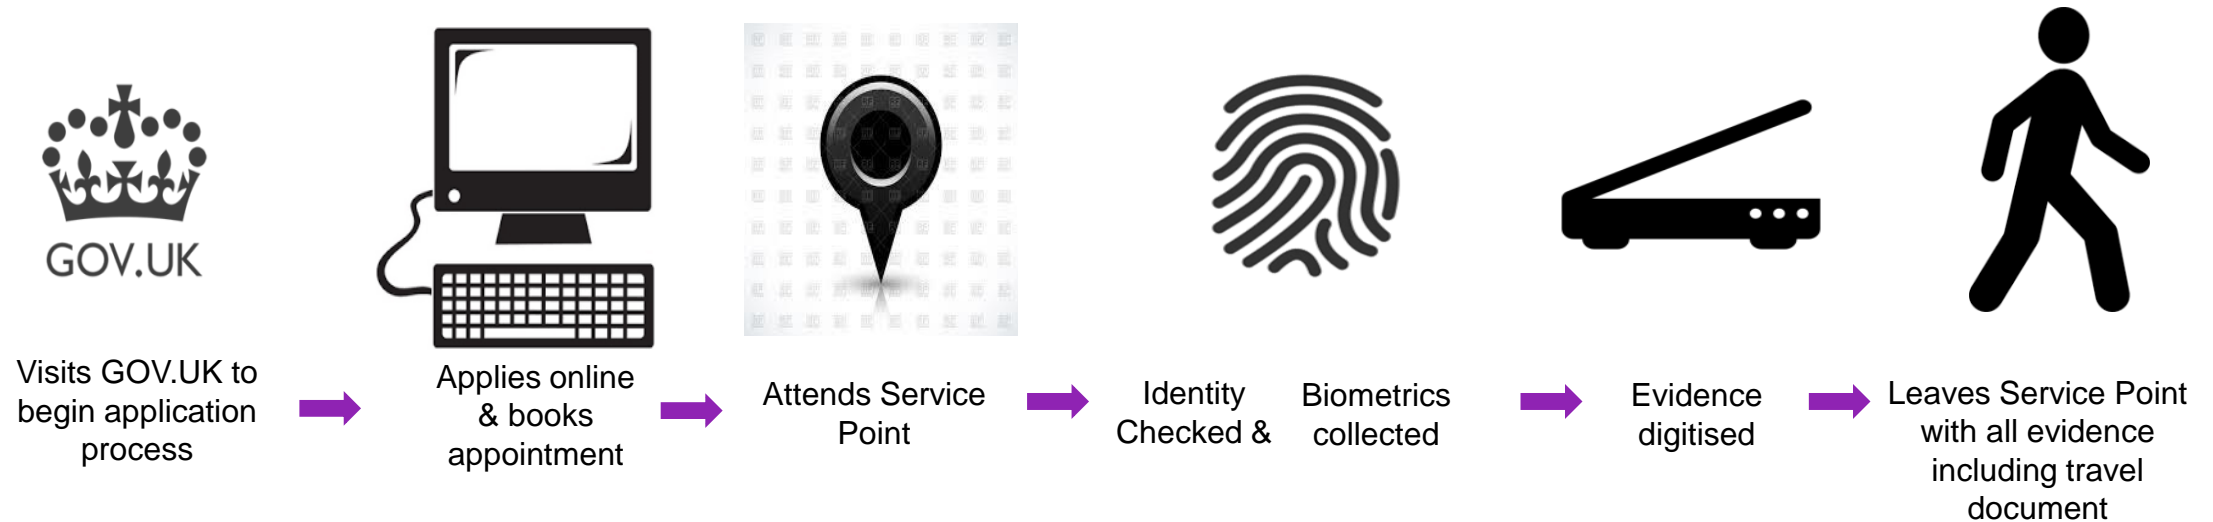 GOV.UK
Visits GOV.UK to
begin application
process
Applies online
& books
appointment
Attends Service
Point
Identity
Checked &
Biometrics
collected
Evidence
digitised
Leaves Service Point
with all evidence
including travel
document